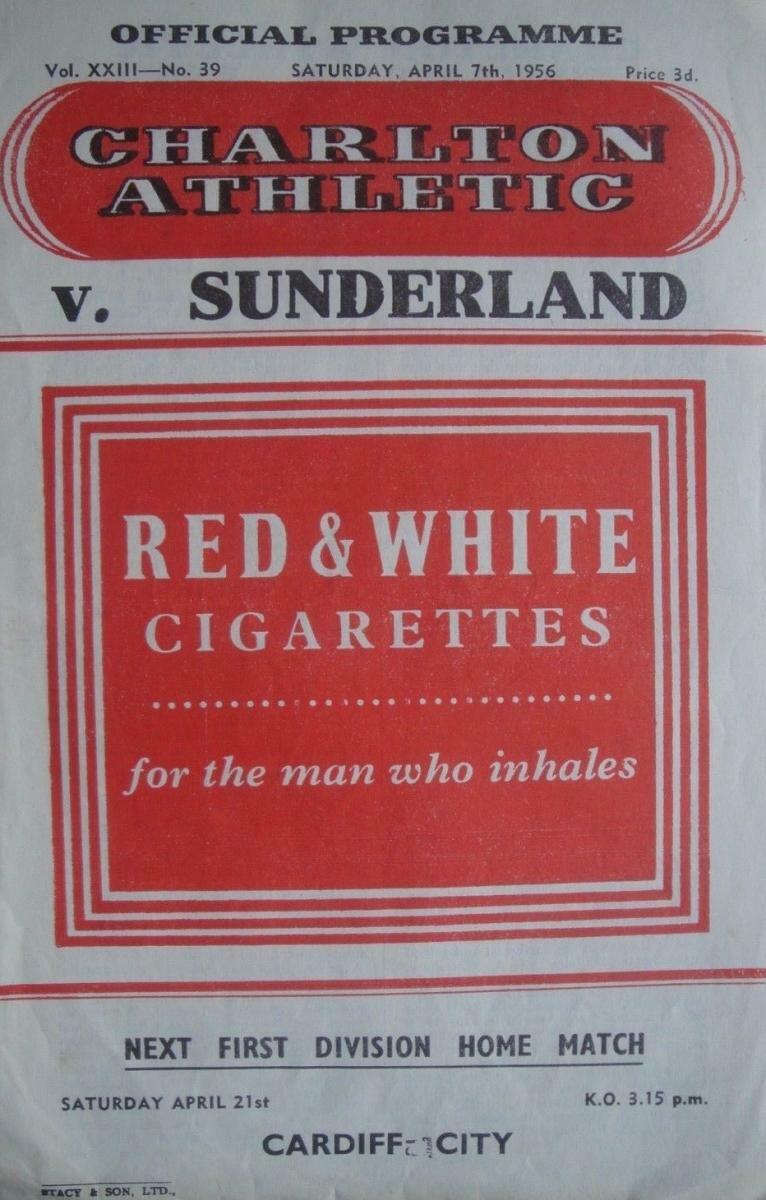 OFFICIAL PROGRAMME
Vol. XXIII—No. 39 SATURDAY, APRIL 7th, 1956 Price 3d.
CHARLTON
ATHLETIC
v. SUNDERLAND
RED & WHITE
CIGARETTES
for the man who inhales
NEXT FIRST DIVISION HOME MATCH
SATURDAY APRIL 21st K.O. 3.15 p.m.
CARDIFF CITY
STACY & SON, LTD.,